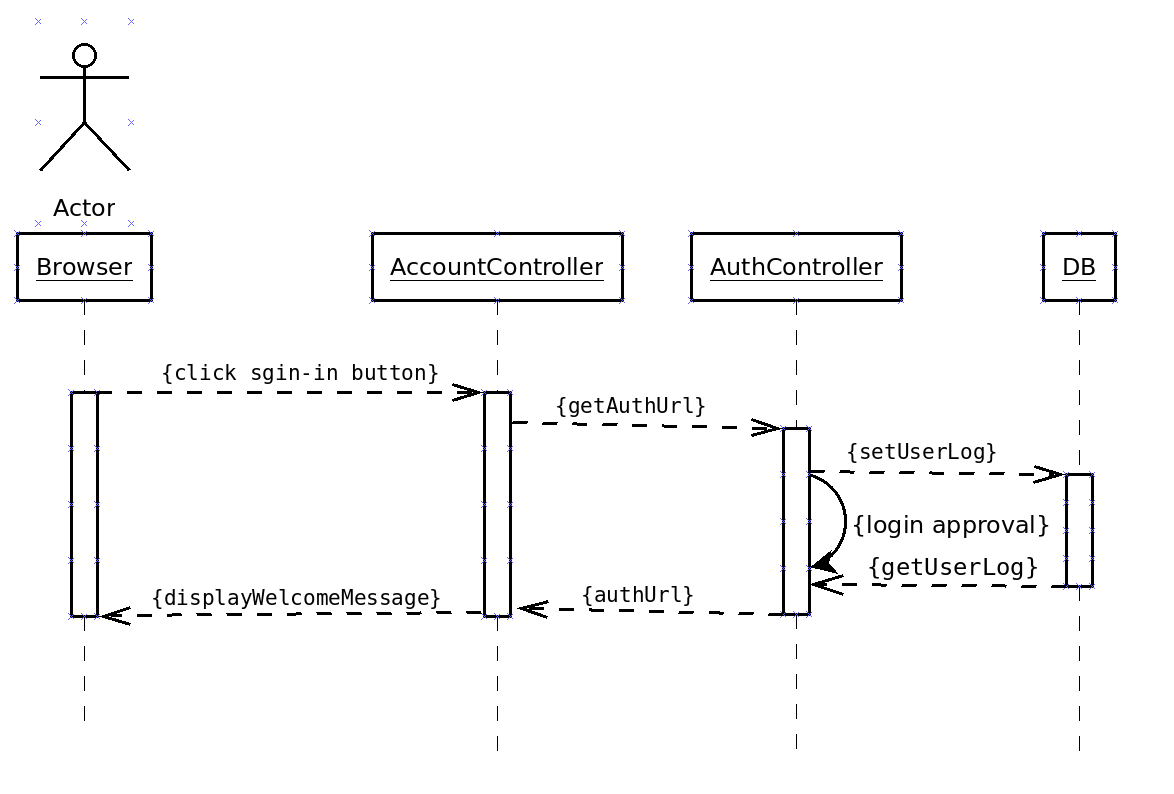 Actor
Browser
AccountController
AuthController
DB
{click sgin-in button}
{getAuthUrl}
{setUserLog}
{login approval}
{getUserLog}
{authUrl}
{displayWelcomeMessage}